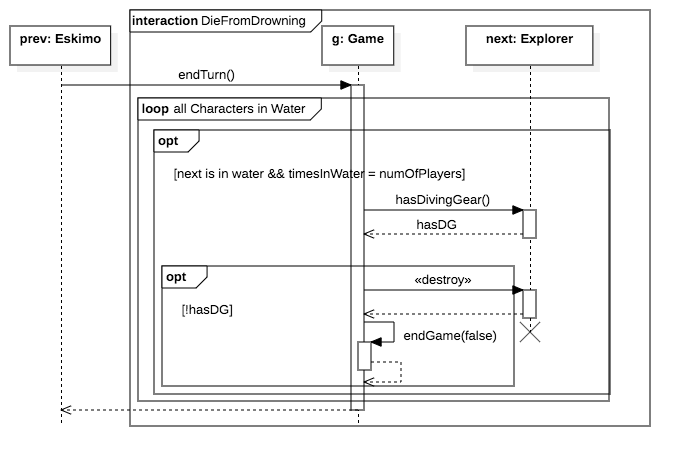 interaction DieFromDrowning
prev: Eskimo
g: Game
next: Explorer
endTurn()
loop all Characters in Water
opt
[next is in water && timesInWater = numOfPlayers]
hasDivingGear()
hasDG
opt
«destroy»
[!hasDG]
endGame(false)